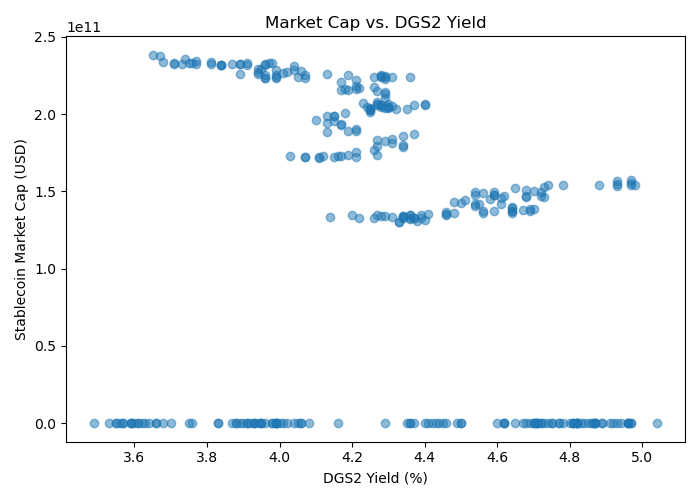 Market Cap vs. DGS2 Yield
1e11
2.5
2.0
1.5
1.0
0.5
0.0
Stablecoin Market Cap (USD)
3.6 3.8 4.0 4.2 4.4 4.6 4.8 5.0
DGS2 Yield (%)